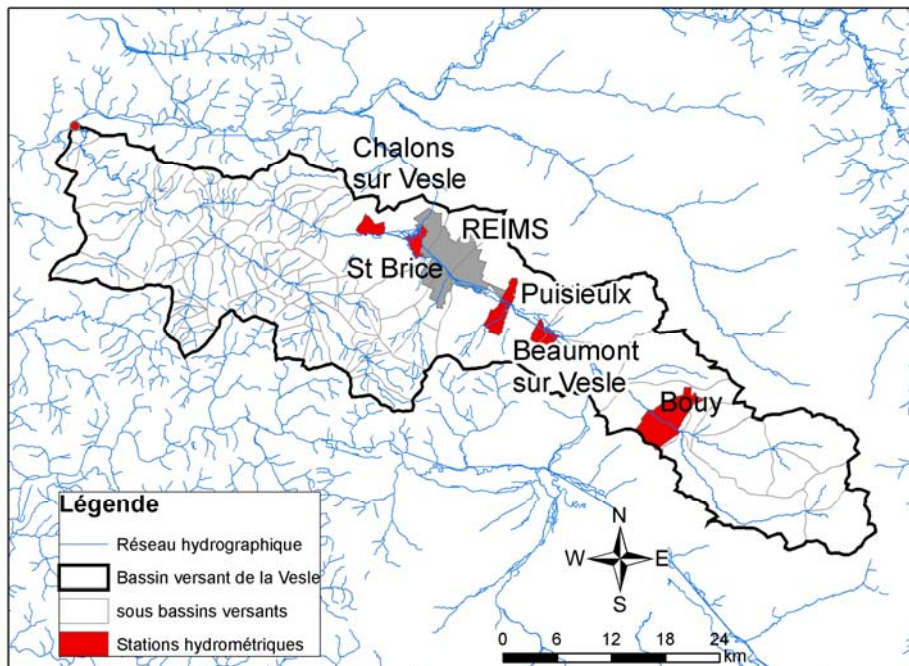 Chalons
sur Vesle
REIMS
St Brice
Puisieulx
Beaumont
sur Vesle
Bouy
Légende
Réseau hydrographique
Bassin versant de la Vesle
sous bassins versants
Stations hydrométriques
N
W E
S
0 6 12 18 24
km